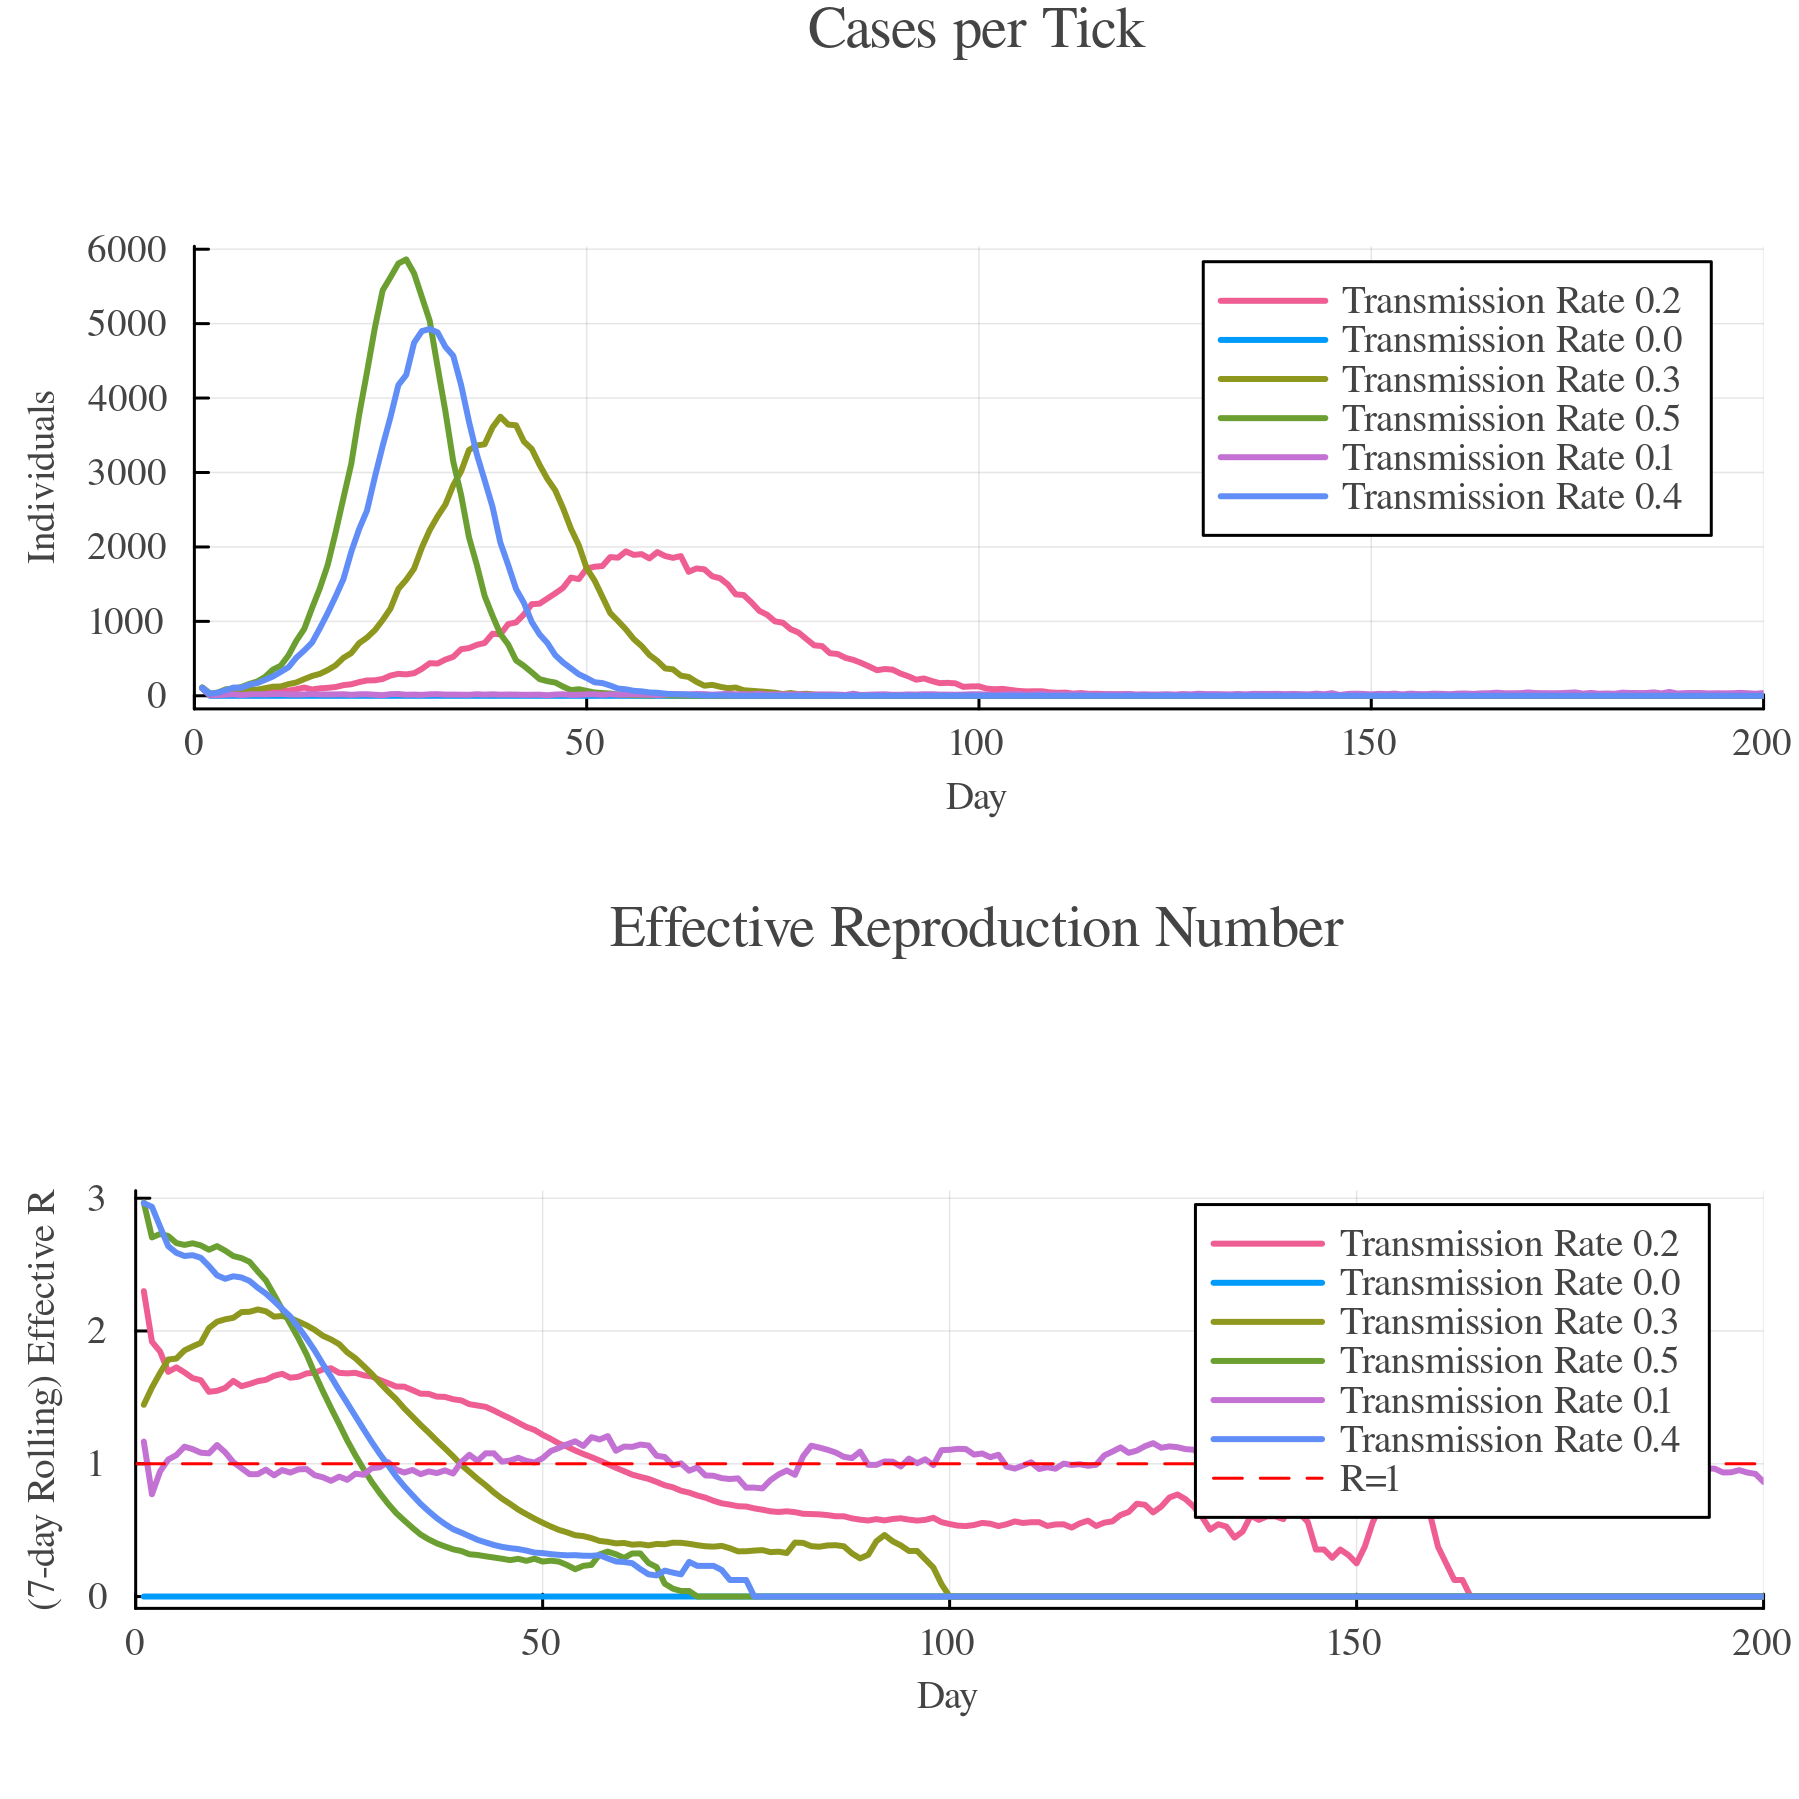 Cases per Tick
6000
5000
4000
3000
2000
1000
0
Individuals
Transmission Rate 0.2
Transmission Rate 0.0
Transmission Rate 0.3
Transmission Rate 0.5
Transmission Rate 0.1
Transmission Rate 0.4
0 50 100 150 200
Day
Effective Reproduction Number
3
2
1
0
(7-day Rolling) Effective R
Transmission Rate 0.2
Transmission Rate 0.0
Transmission Rate 0.3
Transmission Rate 0.5
Transmission Rate 0.1
Transmission Rate 0.4
R=1
0 50 100 150 200
Day